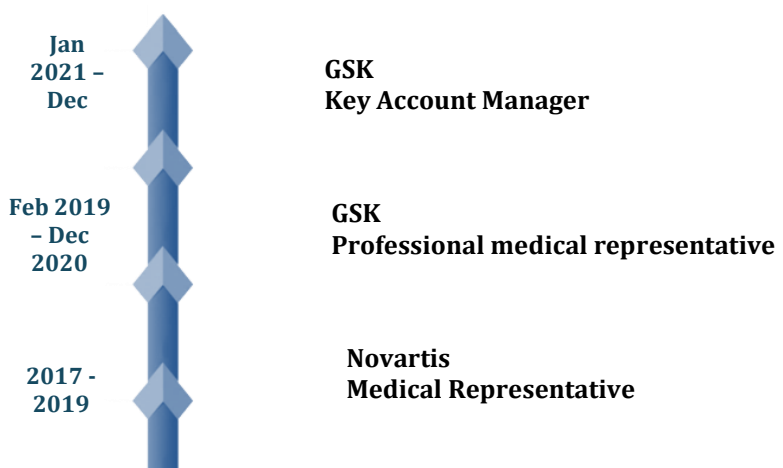 Jan
2021 –
Dec
GSK
Key Account Manager
Feb 2019
– Dec
2020
GSK
Professional medical representative
2017 -
2019
Novartis
Medical Representative